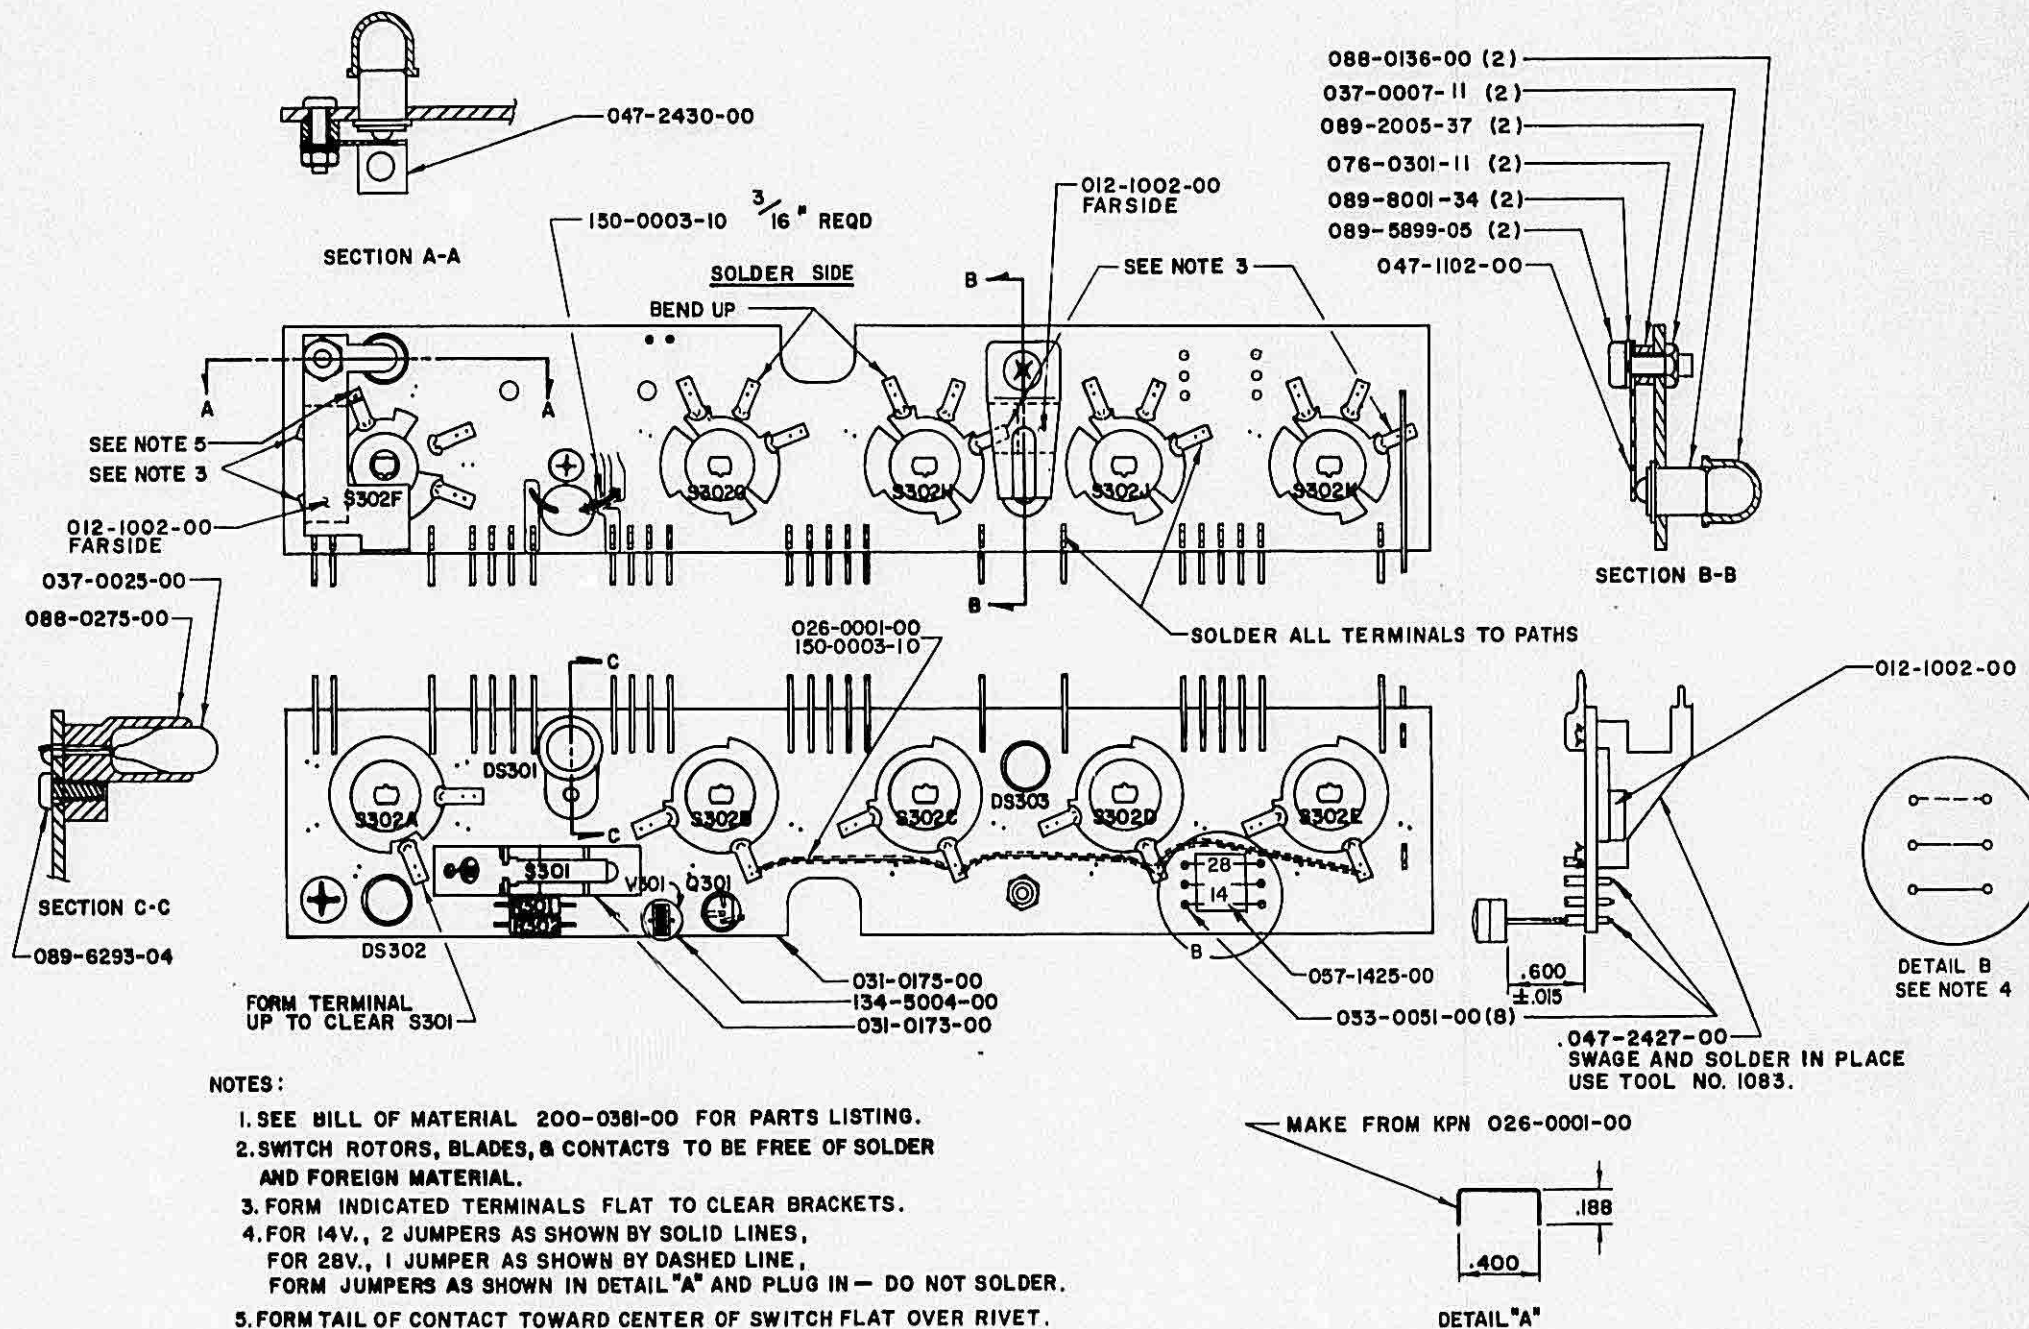 047-2430-00
SECTION A-A
150-0003-10 3/16" REQD
SOLDER SIDE
BEND UP
012-1002-00
FARSIDE
SEE NOTE 3
088-0136-00 (2)
037-0007-11 (2)
089-2005-37 (2)
076-0301-11 (2)
089-8001-34 (2)
089-5899-05 (2)
047-1102-00
SECTION B-B
A
A
B
B
SEE NOTE 5
SEE NOTE 3
012-1002-00
FARSIDE
S302F
S302G
S302H
S302J
S302K
037-0025-00
088-0275-00
SECTION C-C
089-6293-04
026-0001-00
150-0003-10
SOLDER ALL TERMINALS TO PATHS
C
C
DS301
DS303
S302A
S302B
S302C
S302D
S302E
S301
V301
Q301
R301
R302
DS302
28
14
B
FORM TERMINAL
UP TO CLEAR S301
031-0175-00
134-5004-00
031-0173-00
057-1425-00
033-0051-00(8)
012-1002-00
.600
±.015
.047-2427-00
SWAGE AND SOLDER IN PLACE
USE TOOL NO. 1083.
DETAIL B
SEE NOTE 4
NOTES:
1. SEE BILL OF MATERIAL 200-0381-00 FOR PARTS LISTING.
2. SWITCH ROTORS, BLADES, & CONTACTS TO BE FREE OF SOLDER
AND FOREIGN MATERIAL.
3. FORM INDICATED TERMINALS FLAT TO CLEAR BRACKETS.
4. FOR 14V., 2 JUMPERS AS SHOWN BY SOLID LINES,
FOR 28V., 1 JUMPER AS SHOWN BY DASHED LINE,
FORM JUMPERS AS SHOWN IN DETAIL "A" AND PLUG IN — DO NOT SOLDER.
5. FORM TAIL OF CONTACT TOWARD CENTER OF SWITCH FLAT OVER RIVET.
MAKE FROM KPN 026-0001-00
.188
.400
DETAIL "A"